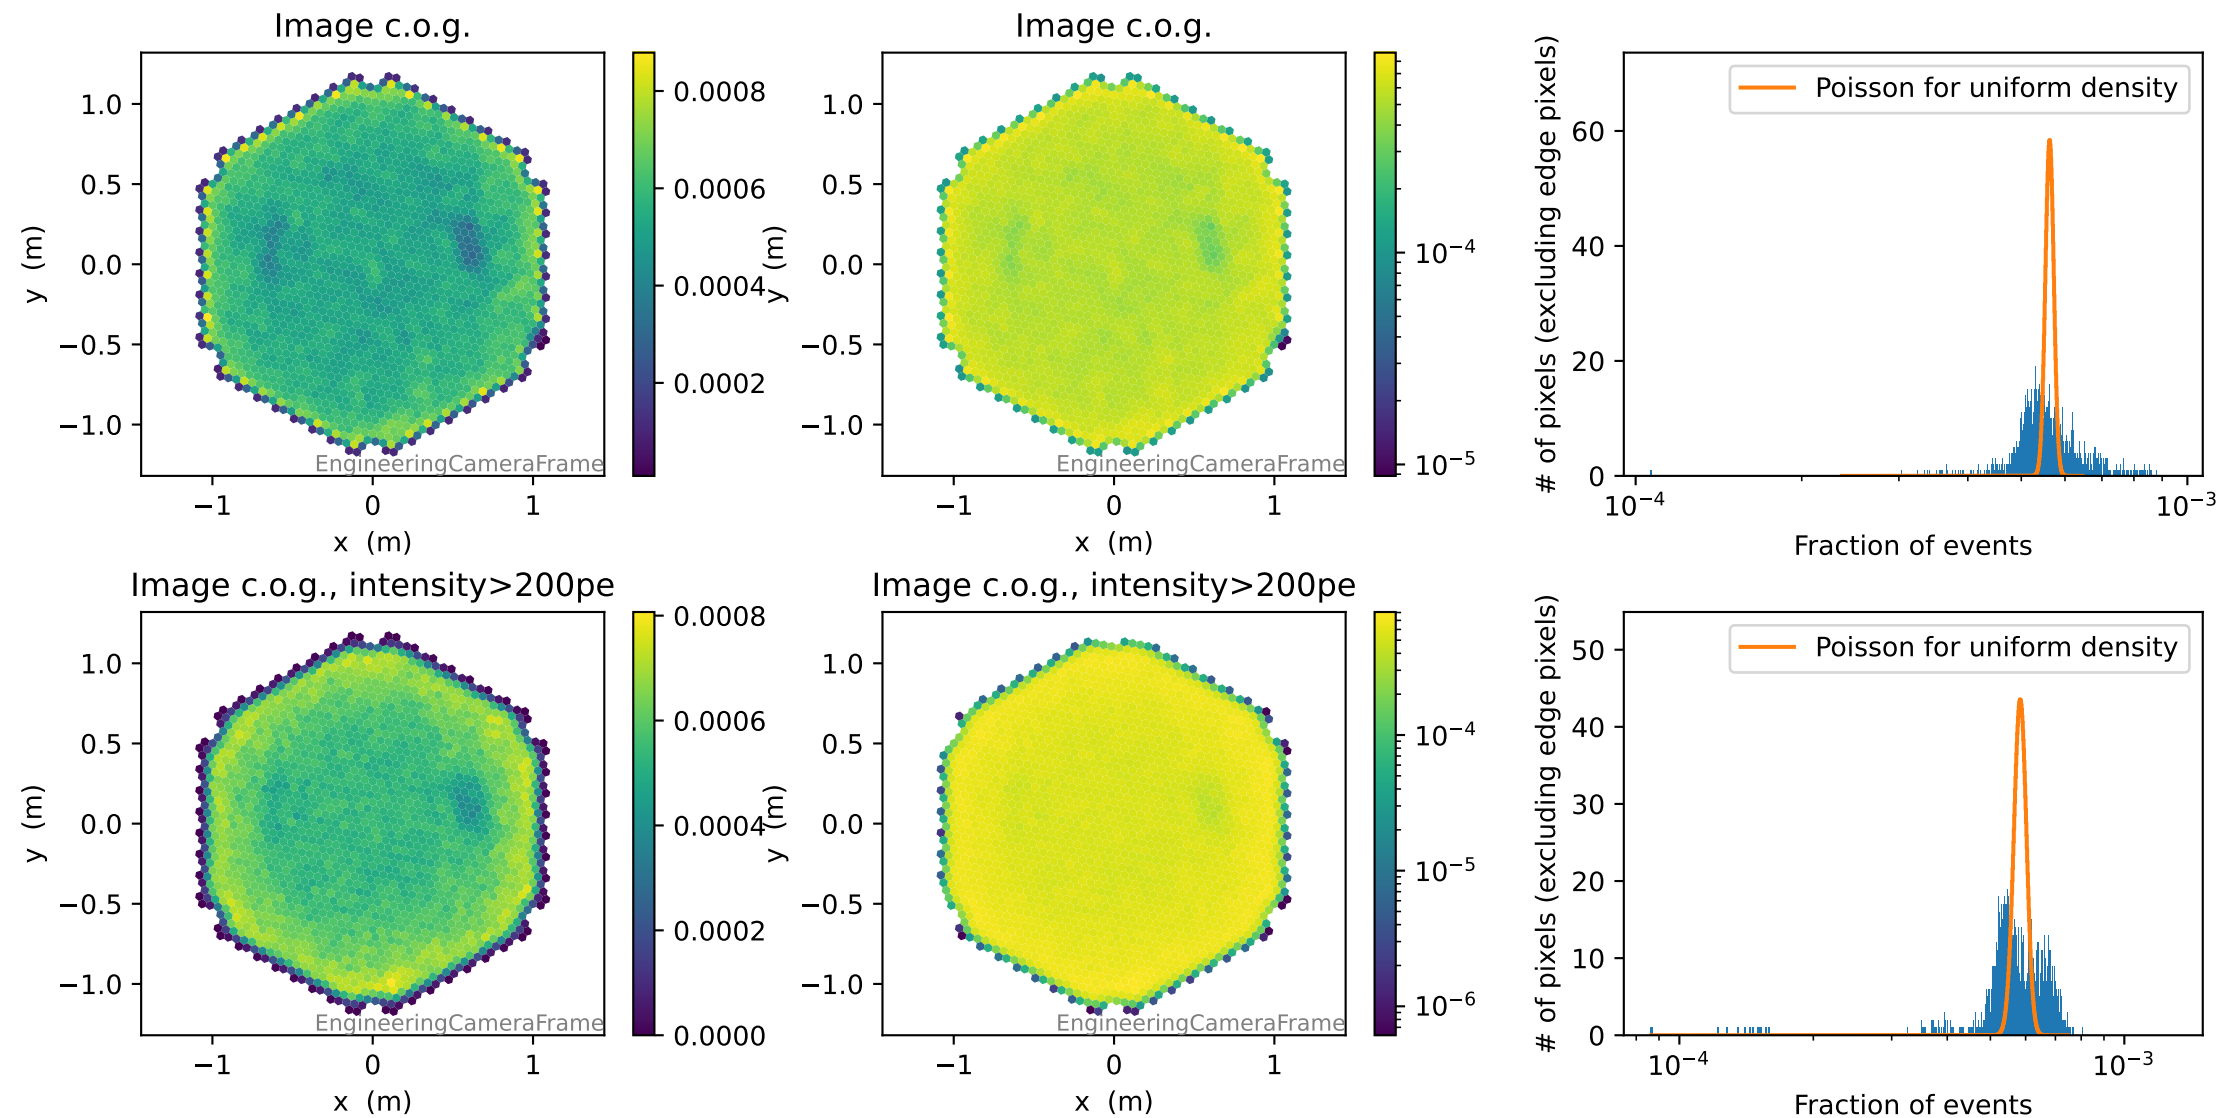 Image c.o.g.
y (m)
1.0
0.5
0.0
−0.5
−1.0
EngineeringCameraFrame
−1 0 1
x (m)
0.0008
0.0006
0.0004
0.0002
Image c.o.g.
y (m)
1.0
0.5
0.0
−0.5
−1.0
EngineeringCameraFrame
−1 0 1
x (m)
10⁻⁴
10⁻⁵
# of pixels (excluding edge pixels)
60
40
20
0
Poisson for uniform density
10⁻⁴ 10⁻³
Fraction of events
Image c.o.g., intensity>200pe
y (m)
1.0
0.5
0.0
−0.5
−1.0
EngineeringCameraFrame
−1 0 1
x (m)
0.0008
0.0006
0.0004
0.0002
0.0000
Image c.o.g., intensity>200pe
y (m)
1.0
0.5
0.0
−0.5
−1.0
EngineeringCameraFrame
−1 0 1
x (m)
10⁻⁴
10⁻⁵
10⁻⁶
# of pixels (excluding edge pixels)
50
40
30
20
10
0
Poisson for uniform density
10⁻⁴ 10⁻³
Fraction of events